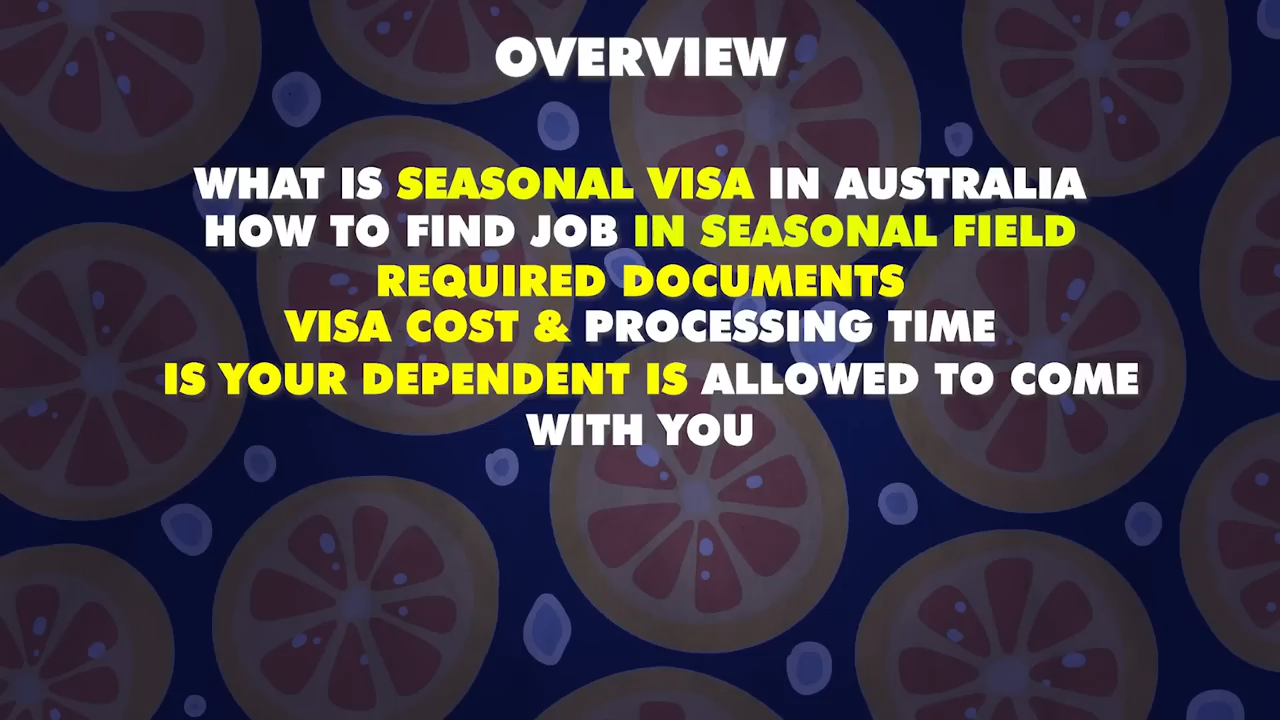 OVERVIEW
WHAT IS SEASONAL VISA IN AUSTRALIA
HOW TO FIND JOB IN SEASONAL FIELD
REQUIRED DOCUMENTS
VISA COST & PROCESSING TIME
IS YOUR DEPENDENT IS ALLOWED TO COME
WITH YOU